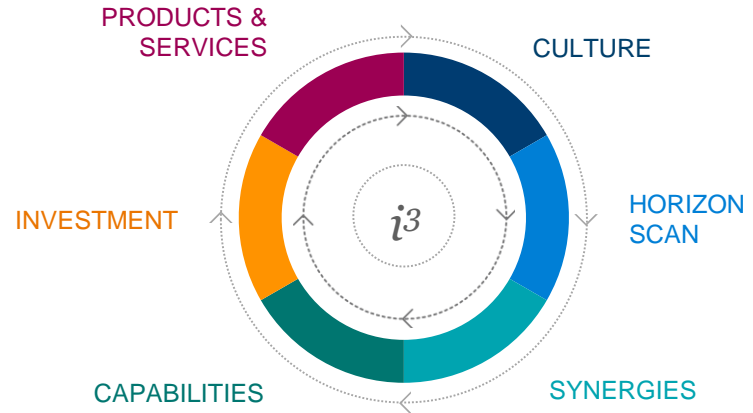 PRODUCTS &
SERVICES
CULTURE
INVESTMENT
i³
HORIZON
SCAN
CAPABILITIES
SYNERGIES